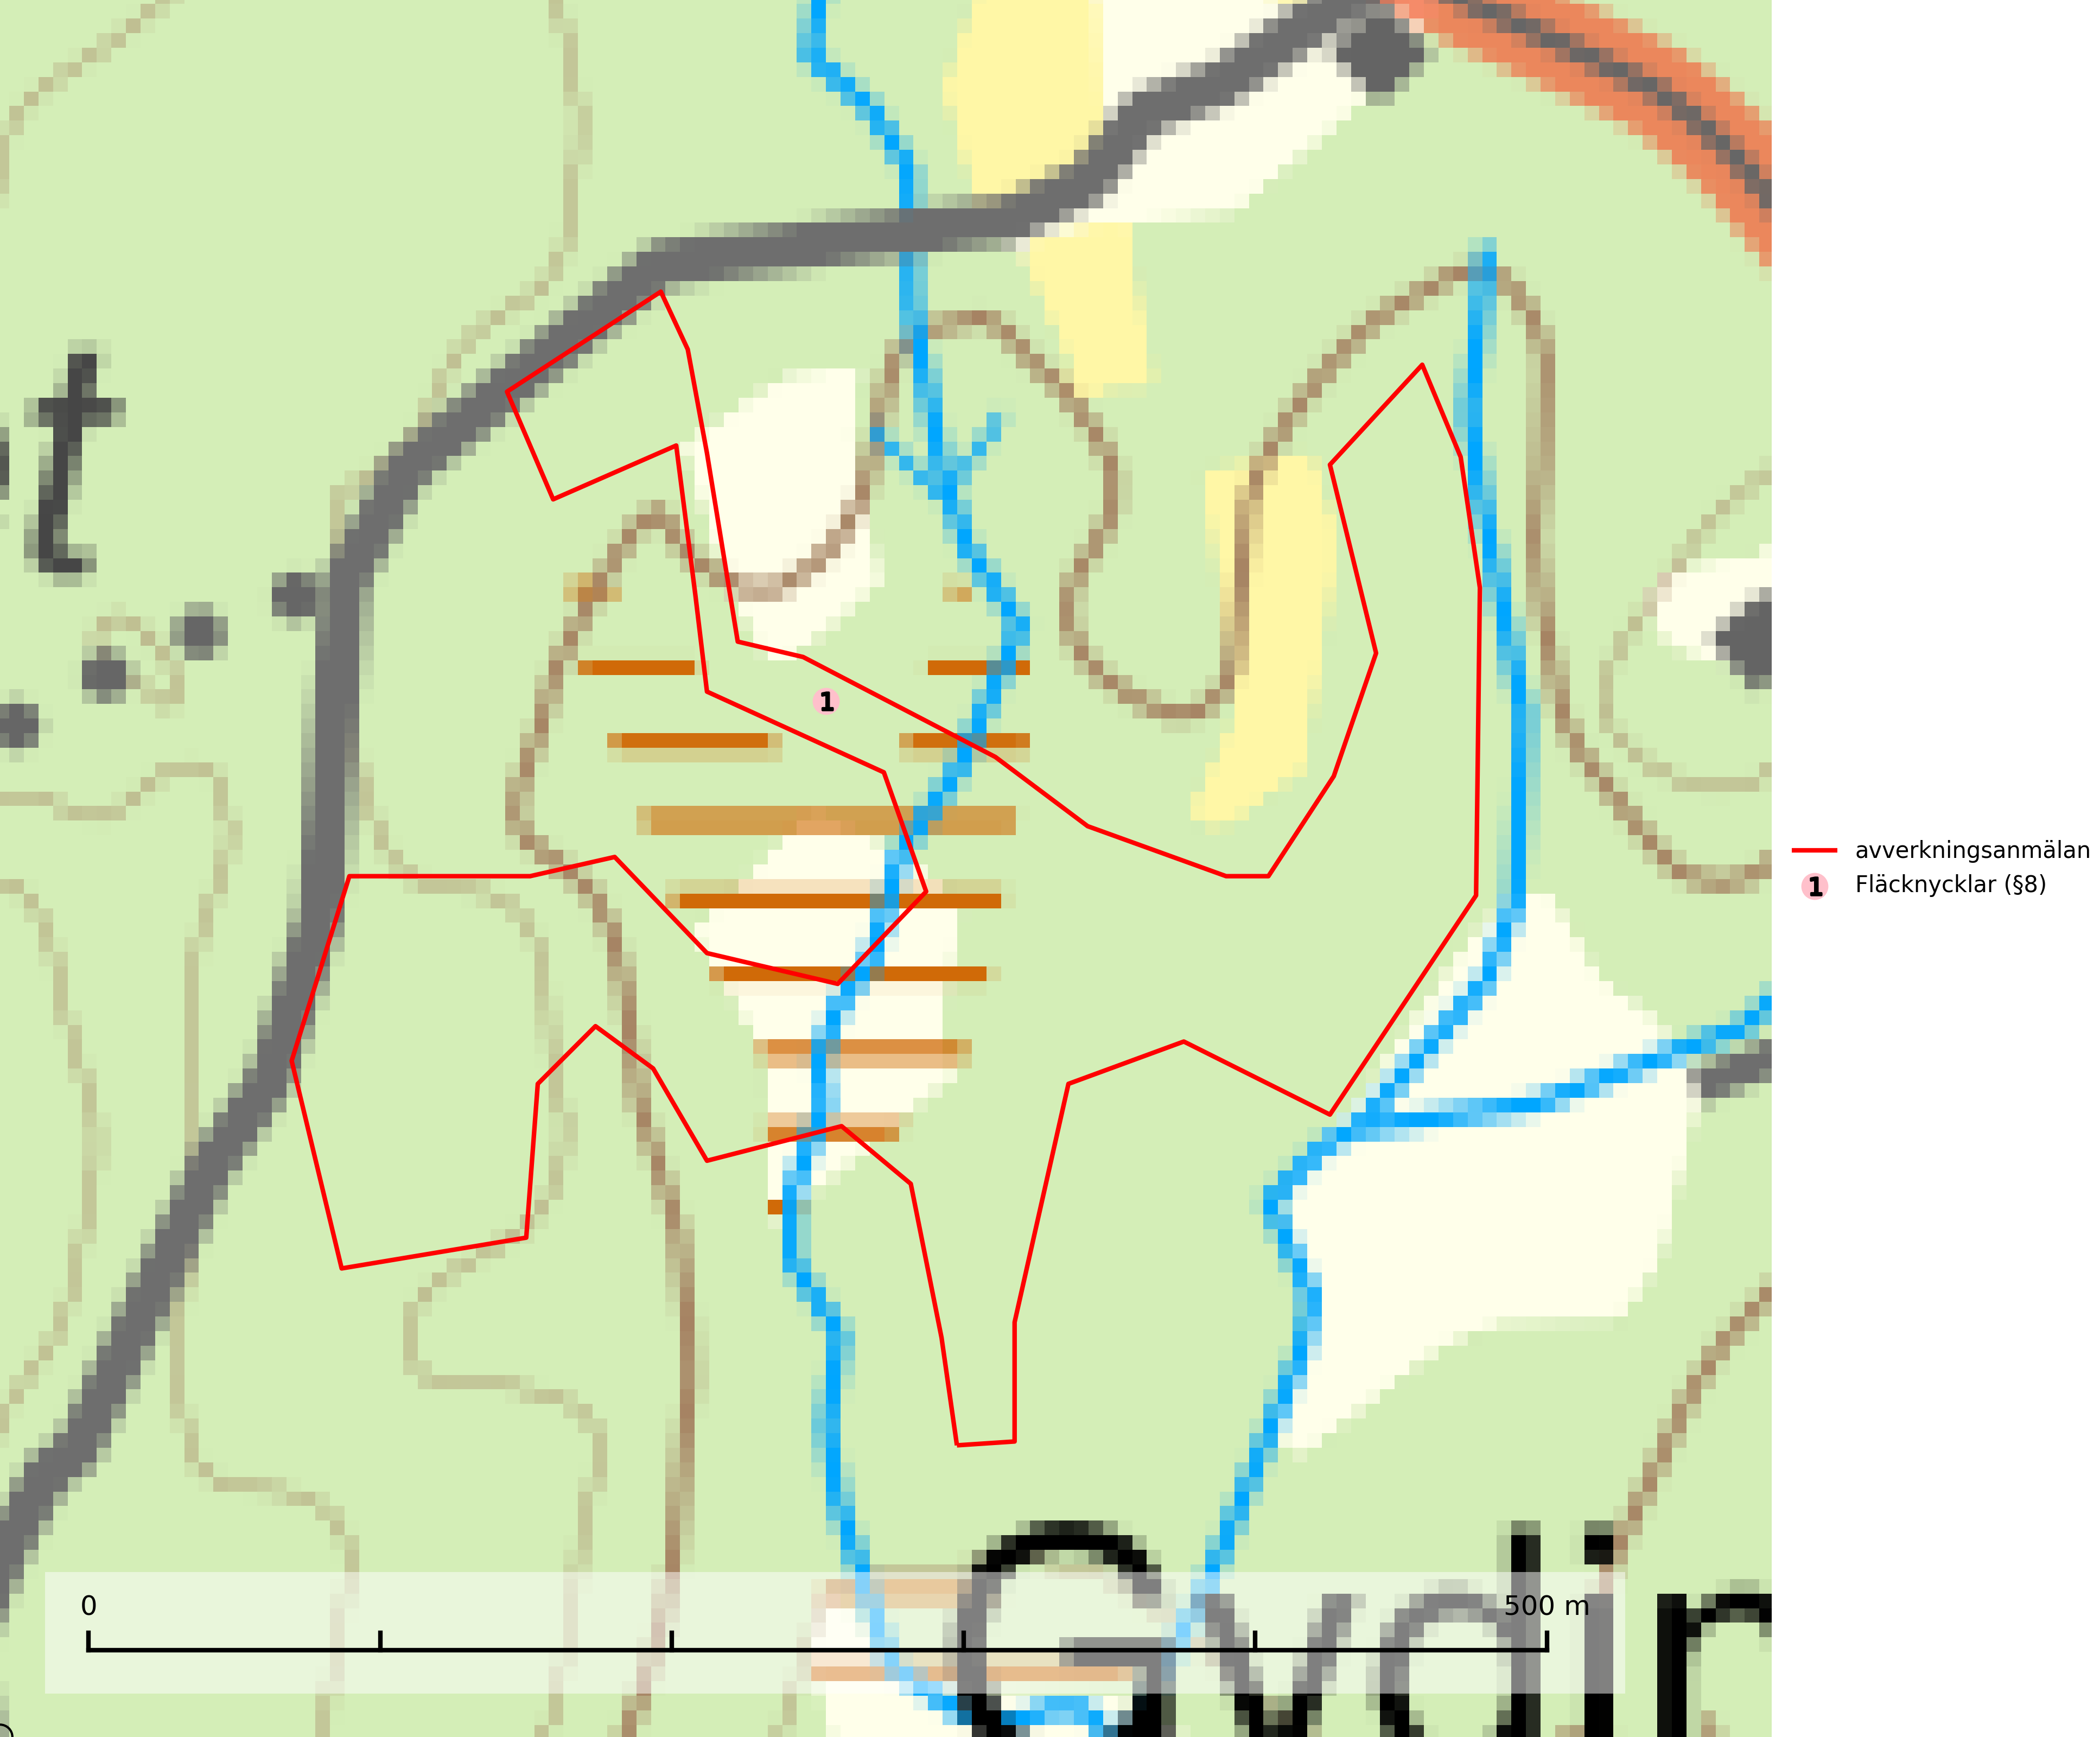 t
1
avverkningsanmälan
1 Fläcknycklar (§8)
0
500 m